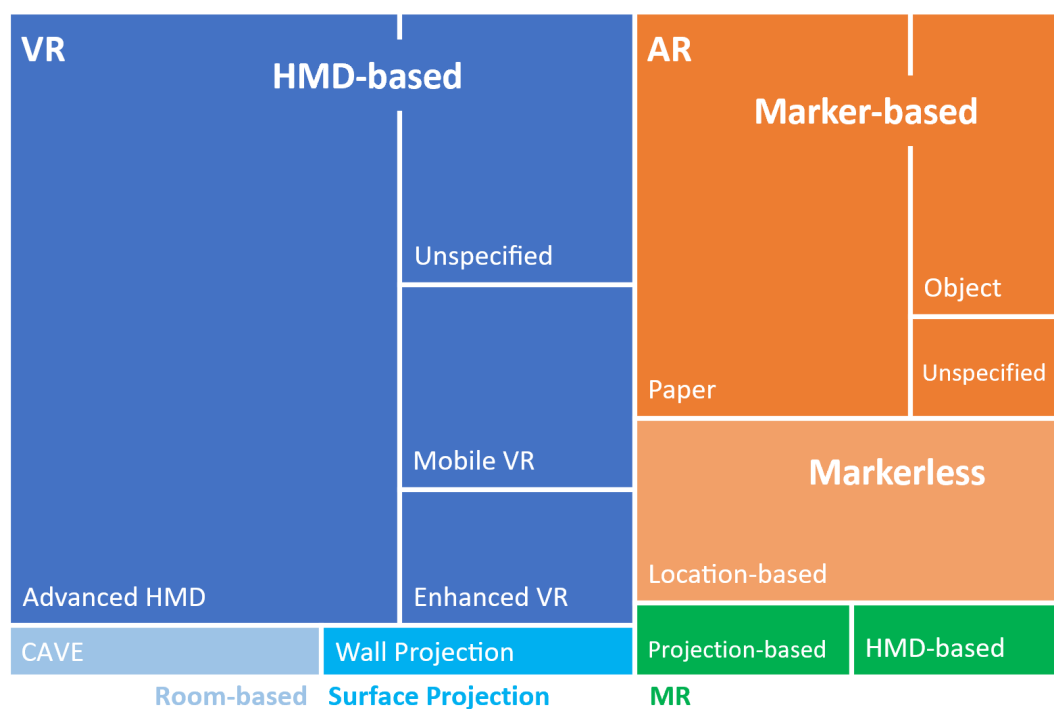 VR
HMD-based
AR
Marker-based
Unspecified
Object
Unspecified
Paper
Mobile VR
Markerless
Location-based
Advanced HMD
Enhanced VR
CAVE
Wall Projection
Projection-based
HMD-based
Room-based
Surface Projection
MR